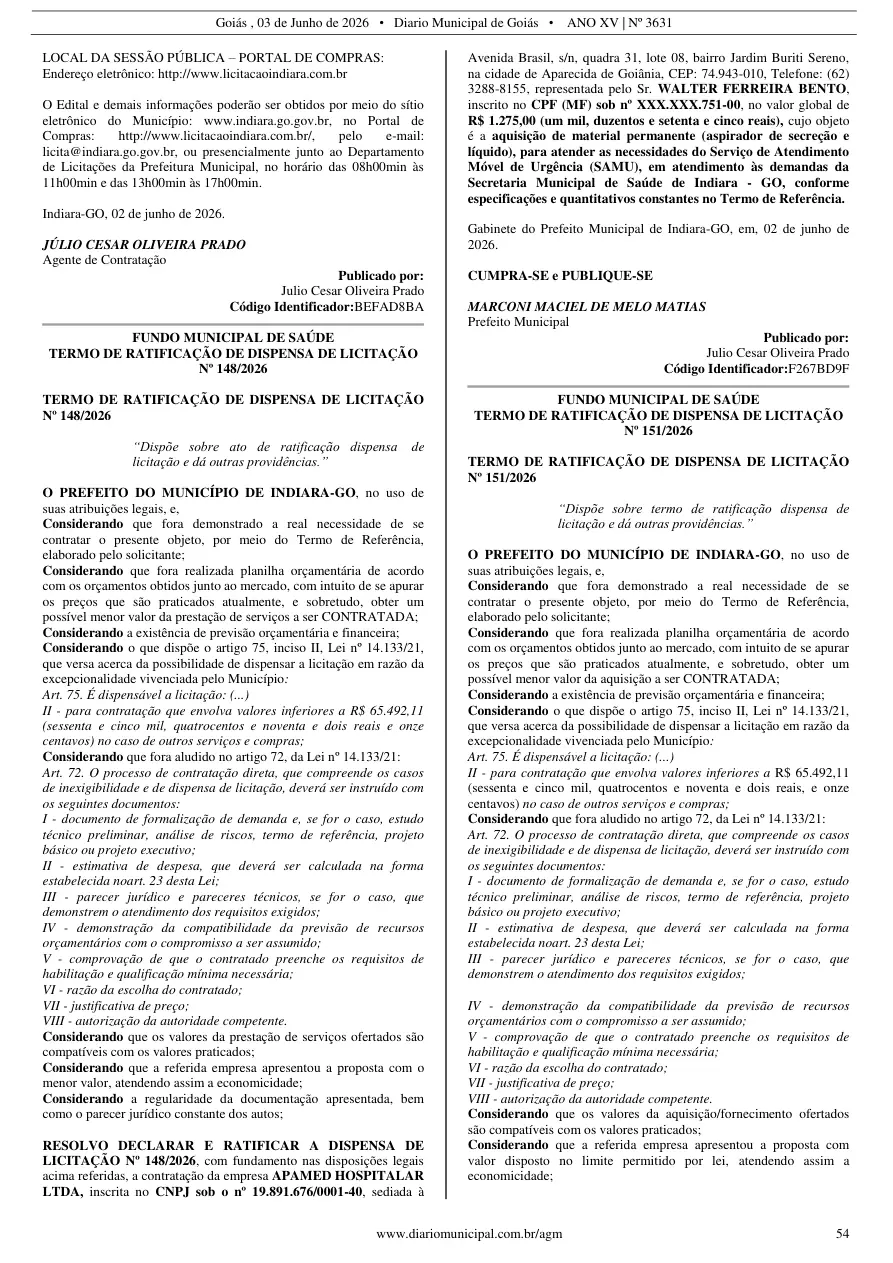 Goiás , 03 de Junho de 2026 • Diario Municipal de Goiás • ANO XV | Nº 3631
LOCAL DA SESSÃO PÚBLICA – PORTAL DE COMPRAS:
Endereço eletrônico: http://www.licitacaoindiara.com.br
O Edital e demais informações poderão ser obtidos por meio do sítio
eletrônico do Município: www.indiara.go.gov.br, no Portal de
Compras: http://www.licitacaoindiara.com.br/, pelo e-mail:
licita@indiara.go.gov.br, ou presencialmente junto ao Departamento
de Licitações da Prefeitura Municipal, no horário das 08h00min às
11h00min e das 13h00min às 17h00min.
Indiara-GO, 02 de junho de 2026.
JÚLIO CESAR OLIVEIRA PRADO
Agente de Contratação
Publicado por:
Julio Cesar Oliveira Prado
Código Identificador:BEFAD8BA
FUNDO MUNICIPAL DE SAÚDE
TERMO DE RATIFICAÇÃO DE DISPENSA DE LICITAÇÃO
Nº 148/2026
TERMO DE RATIFICAÇÃO DE DISPENSA DE LICITAÇÃO
Nº 148/2026
“Dispõe sobre ato de ratificação dispensa de
licitação e dá outras providências.”
O PREFEITO DO MUNICÍPIO DE INDIARA-GO, no uso de
suas atribuições legais, e,
Considerando que fora demonstrado a real necessidade de se
contratar o presente objeto, por meio do Termo de Referência,
elaborado pelo solicitante;
Considerando que fora realizada planilha orçamentária de acordo
com os orçamentos obtidos junto ao mercado, com intuito de se apurar
os preços que são praticados atualmente, e sobretudo, obter um
possível menor valor da prestação de serviços a ser CONTRATADA;
Considerando a existência de previsão orçamentária e financeira;
Considerando o que dispõe o artigo 75, inciso II, Lei nº 14.133/21,
que versa acerca da possibilidade de dispensar a licitação em razão da
excepcionalidade vivenciada pelo Município:
Art. 75. É dispensável a licitação: (...)
II - para contratação que envolva valores inferiores a R$ 65.492,11
(sessenta e cinco mil, quatrocentos e noventa e dois reais e onze
centavos) no caso de outros serviços e compras;
Considerando que fora aludido no artigo 72, da Lei nº 14.133/21:
Art. 72. O processo de contratação direta, que compreende os casos
de inexigibilidade e de dispensa de licitação, deverá ser instruído com
os seguintes documentos:
I - documento de formalização de demanda e, se for o caso, estudo
técnico preliminar, análise de riscos, termo de referência, projeto
básico ou projeto executivo;
II - estimativa de despesa, que deverá ser calculada na forma
estabelecida noart. 23 desta Lei;
III - parecer jurídico e pareceres técnicos, se for o caso, que
demonstrem o atendimento dos requisitos exigidos;
IV - demonstração da compatibilidade da previsão de recursos
orçamentários com o compromisso a ser assumido;
V - comprovação de que o contratado preenche os requisitos de
habilitação e qualificação mínima necessária;
VI - razão da escolha do contratado;
VII - justificativa de preço;
VIII - autorização da autoridade competente.
Considerando que os valores da prestação de serviços ofertados são
compatíveis com os valores praticados;
Considerando que a referida empresa apresentou a proposta com o
menor valor, atendendo assim a economicidade;
Considerando a regularidade da documentação apresentada, bem
como o parecer jurídico constante dos autos;
RESOLVO DECLARAR E RATIFICAR A DISPENSA DE
LICITAÇÃO Nº 148/2026, com fundamento nas disposições legais
acima referidas, a contratação da empresa APAMED HOSPITALAR
LTDA, inscrita no CNPJ sob o nº 19.891.676/0001-40, sediada à
Avenida Brasil, s/n, quadra 31, lote 08, bairro Jardim Buriti Sereno,
na cidade de Aparecida de Goiânia, CEP: 74.943-010, Telefone: (62)
3288-8155, representada pelo Sr. WALTER FERREIRA BENTO,
inscrito no CPF (MF) sob nº XXX.XXX.751-00, no valor global de
R$ 1.275,00 (um mil, duzentos e setenta e cinco reais), cujo objeto
é a aquisição de material permanente (aspirador de secreção e
líquido), para atender as necesidades do Serviço de Atendimento
Móvel de Urgência (SAMU), em atendimento às demandas da
Secretaria Municipal de Saúde de Indiara - GO, conforme
especificações e quantitativos constantes no Termo de Referência.
Gabinete do Prefeito Municipal de Indiara-GO, em, 02 de junho de
2026.
CUMPRA-SE e PUBLIQUE-SE
MARCONI MACIEL DE MELO MATIAS
Prefeito Municipal
Publicado por:
Julio Cesar Oliveira Prado
Código Identificador:F267BD9F
FUNDO MUNICIPAL DE SAÚDE
TERMO DE RATIFICAÇÃO DE DISPENSA DE LICITAÇÃO
Nº 151/2026
TERMO DE RATIFICAÇÃO DE DISPENSA DE LICITAÇÃO
Nº 151/2026
“Dispõe sobre termo de ratificação dispensa de
licitação e dá outras providências.”
O PREFEITO DO MUNICÍPIO DE INDIARA-GO, no uso de
suas atribuições legais, e,
Considerando que fora demonstrado a real necessidade de se
contratar o presente objeto, por meio do Termo de Referência,
elaborado pelo solicitante;
Considerando que fora realizada planilha orçamentária de acordo
com os orçamentos obtidos junto ao mercado, com intuito de se apurar
os preços que são praticados atualmente, e sobretudo, obter um
possível menor valor da aquisição a ser CONTRATADA;
Considerando a existência de previsão orçamentária e financeira;
Considerando o que dispõe o artigo 75, inciso II, Lei nº 14.133/21,
que versa acerca da possibilidade de dispensar a licitação em razão da
excepcionalidade vivenciada pelo Município:
Art. 75. É dispensável a licitação: (...)
II - para contratação que envolva valores inferiores a R$ 65.492,11
(sessenta e cinco mil, quatrocentos e noventa e dois reais, e onze
centavos) no caso de outros serviços e compras;
Considerando que fora aludido no artigo 72, da Lei nº 14.133/21:
Art. 72. O processo de contratação direta, que compreende os casos
de inexigibilidade e de dispensa de licitação, deverá ser instruído com
os seguintes documentos:
I - documento de formalização de demanda e, se for o caso, estudo
técnico preliminar, análise de riscos, termo de referência, projeto
básico ou projeto executivo;
II - estimativa de despesa, que deverá ser calculada na forma
estabelecida noart. 23 desta Lei;
III - parecer jurídico e pareceres técnicos, se for o caso, que
demonstrem o atendimento dos requisitos exigidos;
IV - demonstração da compatibilidade da previsão de recursos
orçamentários com o compromisso a ser assumido;
V - comprovação de que o contratado preenche os requisitos de
habilitação e qualificação mínima necessária;
VI - razão da escolha do contratado;
VII - justificativa de preço;
VIII - autorização da autoridade competente.
Considerando que os valores da aquisição/fornecimento ofertados
são compatíveis com os valores praticados;
Considerando que a referida empresa apresentou a proposta com
valor disposto no limite permitido por lei, atendendo assim a
economicidade;
www.diariomunicipal.com.br/agm
54